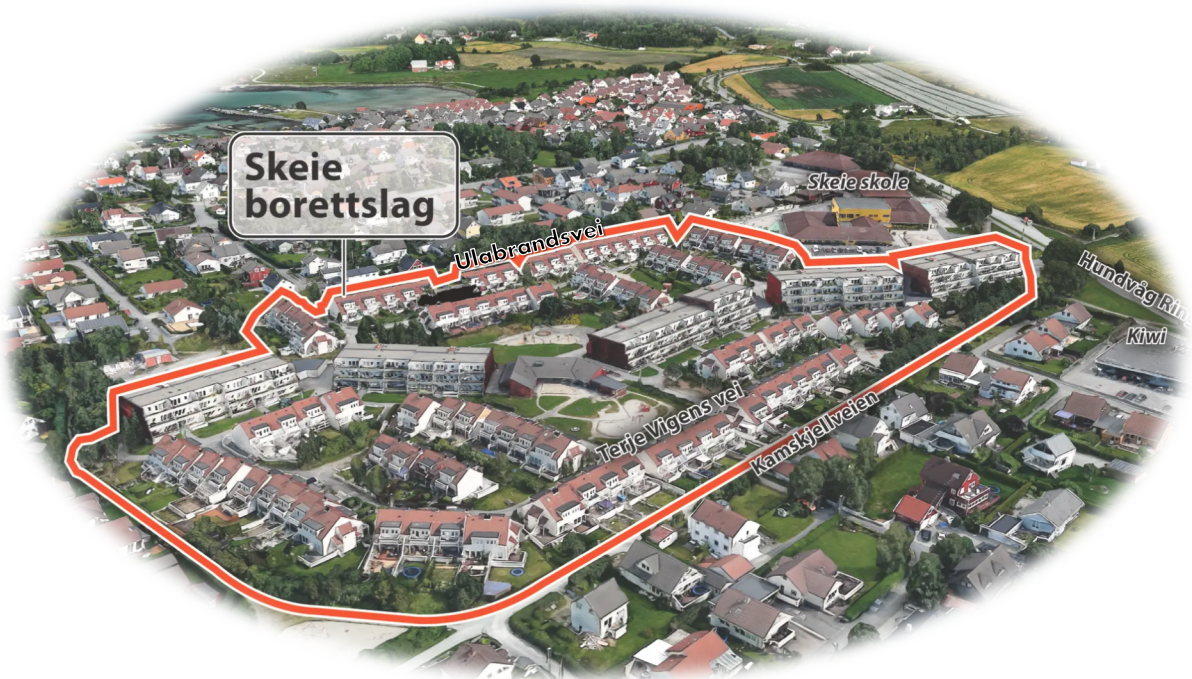 Skeie
borettslag
Skeie skole
Ulabrandsvei
Hundvåg Rin
Kiwi
Terje Vigens vei
Kamskjellveien